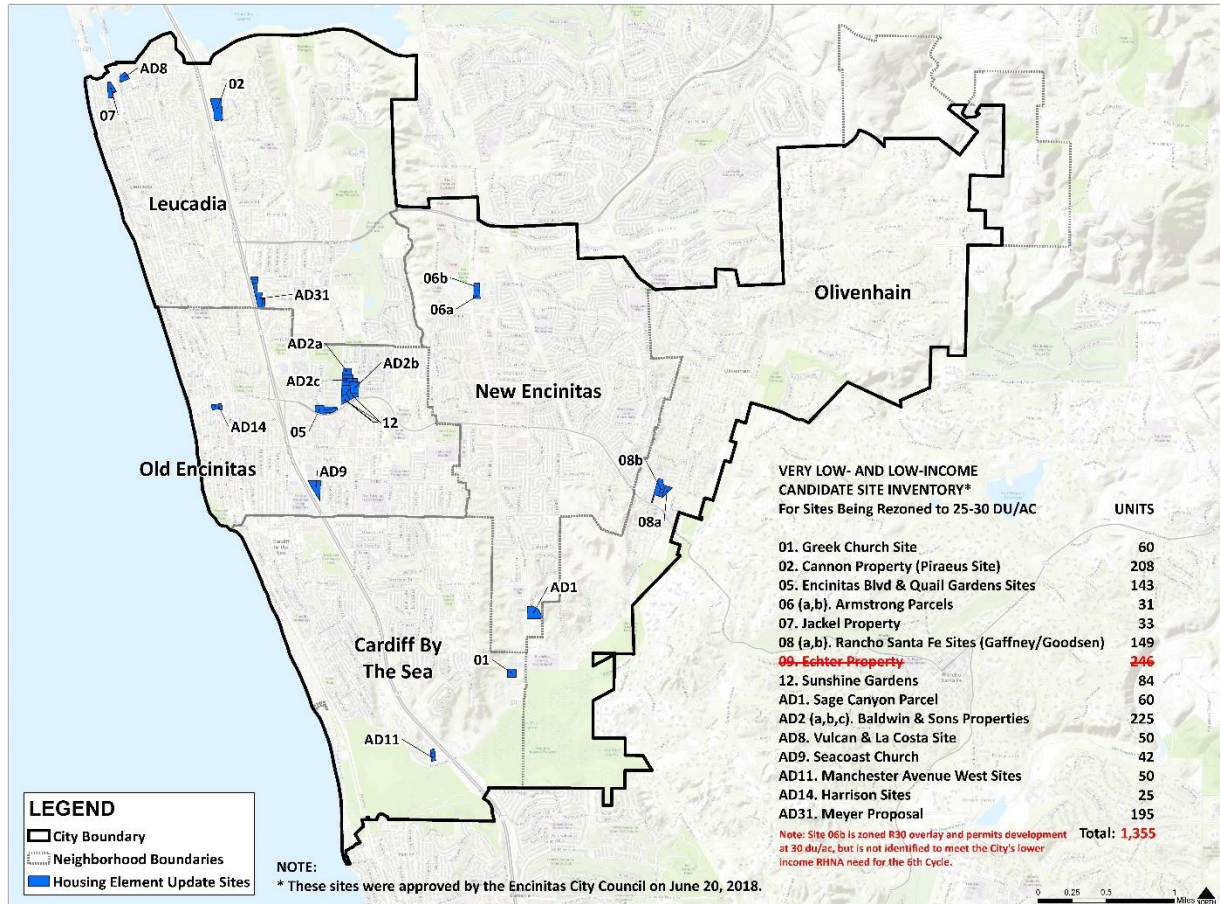 AD8
02
07
Leucadia
06b
06a
Olivenhain
AD31
AD2a
AD2b
AD2c
New Encinitas
12
05
AD14
Old Encinitas
AD9
08b
08a
AD1
Cardiff By
The Sea
01
AD11
VERY LOW- AND LOW-INCOME
CANDIDATE SITE INVENTORY*
For Sites Being Rezoned to 25-30 DU/AC UNITS
01. Greek Church Site 60
02. Cannon Property (Piraeus Site) 208
05. Encinitas Blvd & Quail Gardens Sites 143
06 (a,b). Armstrong Parcels 31
07. Jackel Property 33
08 (a,b). Rancho Santa Fe Sites (Gaffney/Goodsen) 149
09. Echter Property 246
12. Sunshine Gardens 84
AD1. Sage Canyon Parcel 60
AD2 (a,b,c). Baldwin & Sons Properties 225
AD8. Vulcan & La Costa Site 50
AD9. Seacoast Church 42
AD11. Manchester Avenue West Sites 50
AD14. Harrison Sites 25
AD31. Meyer Proposal 195
Note: Site 06b is zoned R30 overlay and permits development
at 30 du/ac, but is not identified to meet the City's lower
income RHNA need for the 6th Cycle.
Total: 1,355
LEGEND
City Boundary
Neighborhood Boundaries
Housing Element Update Sites
NOTE:
* These sites were approved by the Encinitas City Council on June 20, 2018.
0 0.25 0.5 1
Miles
NORTH